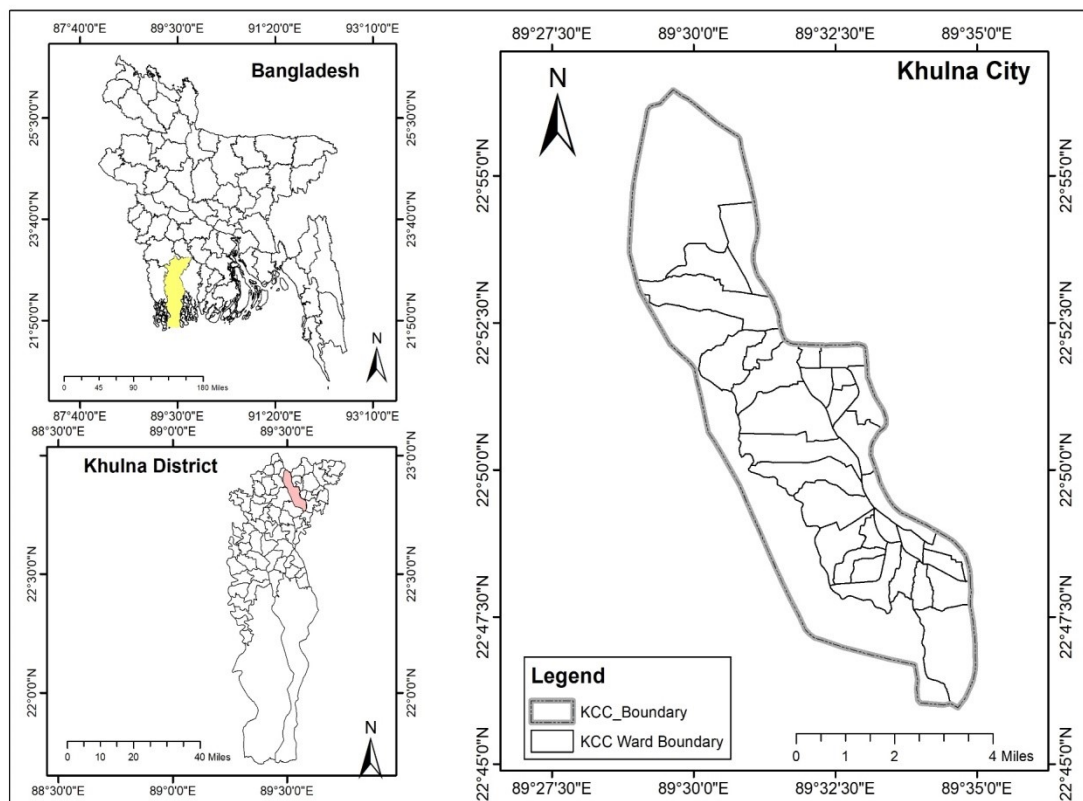 87°40'0"E 89°30'0"E 91°20'0"E 93°10'0"E
Bangladesh
25°30'0"N 25°30'0"N
23°40'0"N 23°40'0"N
21°50'0"N 21°50'0"N
N
0 45 90 180 Miles
87°40'0"E 89°30'0"E 91°20'0"E 93°10'0"E
88°30'0"E 89°0'0"E 89°30'0"E
Khulna District
23°0'0"N 23°0'0"N
22°30'0"N 22°30'0"N
22°0'0"N 22°0'0"N
N
0 10 20 40 Miles
88°30'0"E 89°0'0"E 89°30'0"E
89°27'30"E 89°30'0"E 89°32'30"E 89°35'0"E
Khulna City
N
22°55'0"N 22°55'0"N
22°52'30"N 22°52'30"N
22°50'0"N 22°50'0"N
22°47'30"N 22°47'30"N
22°45'0"N 22°45'0"N
Legend
KCC_Boundary
KCC Ward Boundary
0 1 2 4 Miles
89°27'30"E 89°30'0"E 89°32'30"E 89°35'0"E